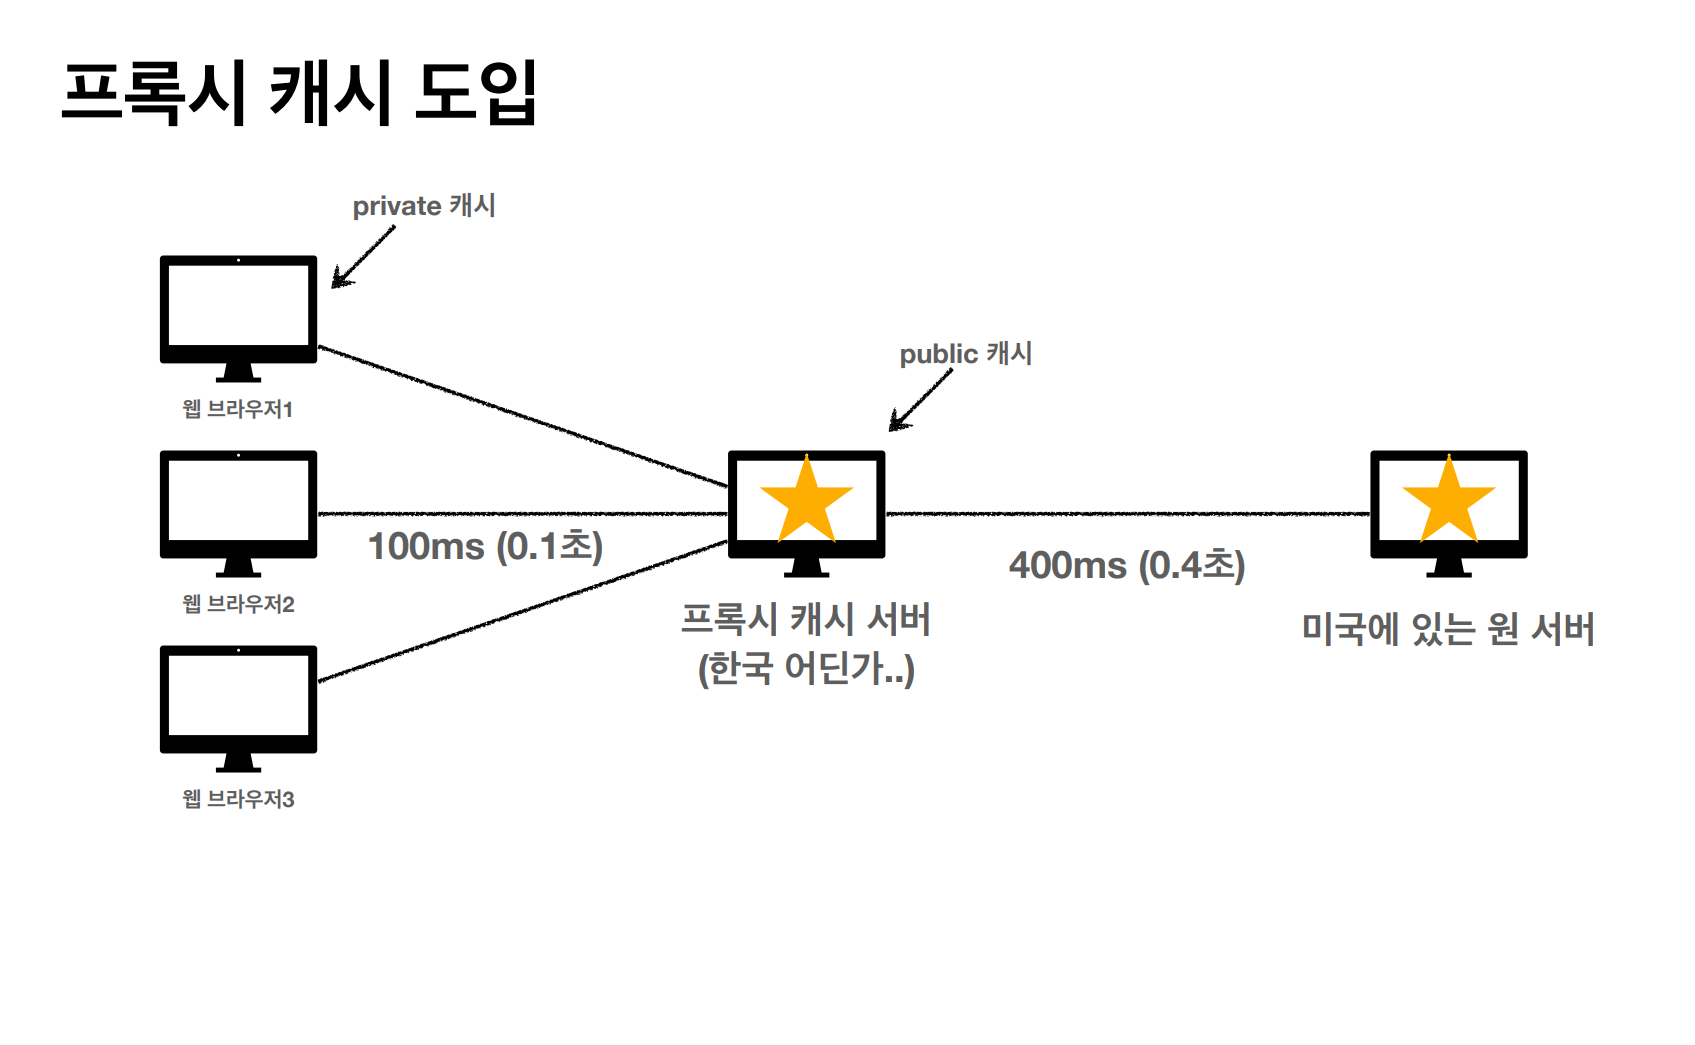 프록시 캐시 도입
private 캐시
웹 브라우저1
public 캐시
웹 브라우저2
100ms (0.1초)
400ms (0.4초)
프록시 캐시 서버
(한국 어딘가..)
미국에 있는 원 서버
웹 브라우저3